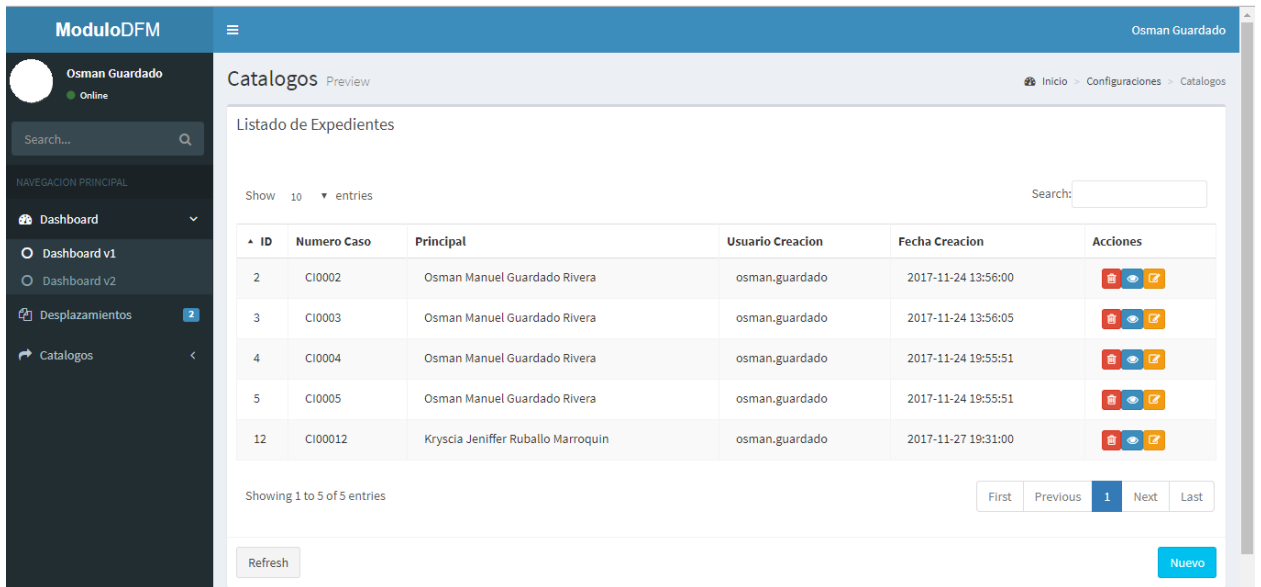 ModuloDFM
Osman Guardado
Osman Guardado
Online
Search...
NAVEGACION PRINCIPAL
Dashboard
Dashboard v1
Dashboard v2
Desplazamientos 2
Catalogos
Catalogos Preview
Inicio > Configuraciones > Catalogos
Listado de Expedientes
Show 10 entries
Search:
ID Numero Caso Principal Usuario Creacion Fecha Creacion Acciones
2 CI0002 Osman Manuel Guardado Rivera osman.guardado 2017-11-24 13:56:00
3 CI0003 Osman Manuel Guardado Rivera osman.guardado 2017-11-24 13:56:05
4 CI0004 Osman Manuel Guardado Rivera osman.guardado 2017-11-24 19:55:51
5 CI0005 Osman Manuel Guardado Rivera osman.guardado 2017-11-24 19:55:51
12 CI00012 Kryscia Jeniffer Ruballo Marroquin osman.guardado 2017-11-27 19:31:00
Showing 1 to 5 of 5 entries
First Previous 1 Next Last
Refresh
Nuevo